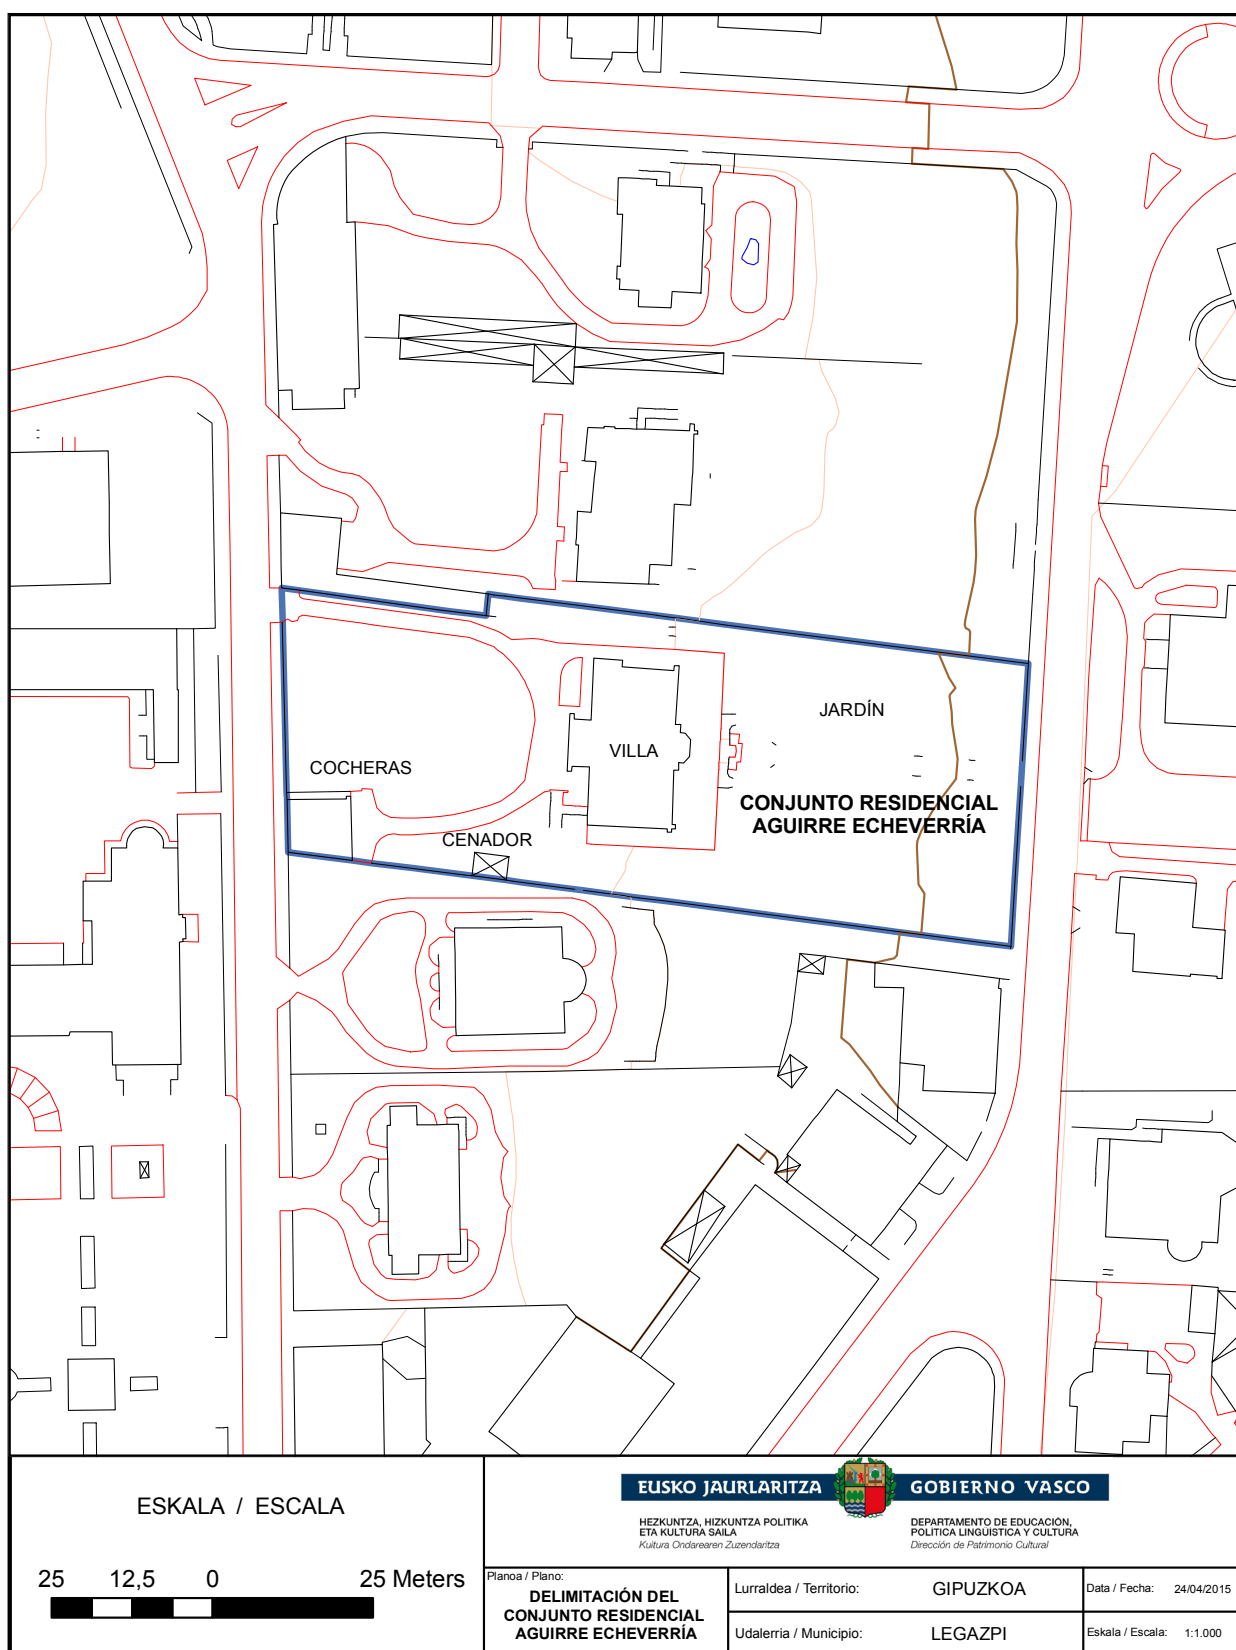 JARDÍN
VILLA
COCHERAS
CONJUNTO RESIDENCIAL
AGUIRRE ECHEVERRÍA
CENADOR
ESKALA / ESCALA
25 12,5 0 25 Meters
EUSKO JAURLARITZA GOBIERNO VASCO
HEZKUNTZA, HIZKUNTZA POLITIKA
ETA KULTURA SAILA
Kultura Ondarearen Zuzendaritza
DEPARTAMENTO DE EDUCACIÓN,
POLÍTICA LINGÜÍSTICA Y CULTURA
Dirección de Patrimonio Cultural
Planoa / Plano:
DELIMITACIÓN DEL
CONJUNTO RESIDENCIAL
AGUIRRE ECHEVERRÍA
Lurraldea / Territorio: GIPUZKOA
Data / Fecha: 24/04/2015
Udalerria / Municipio: LEGAZPI
Eskala / Escala: 1:1.000